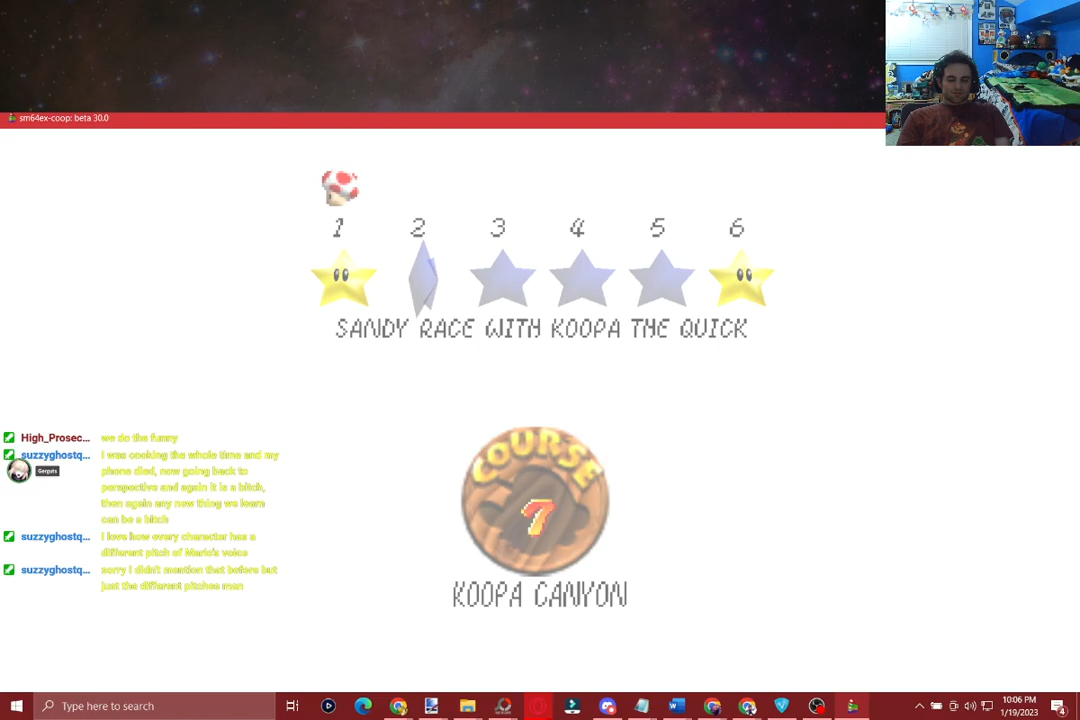 sm64ex-coop: beta 30.0
1 2 3 4 5 6
SANDY RACE WITH KOOPA THE QUICK
High_Prosec... we do the funny
suzzyghostq... I was cooking the whole time and my
Gerputs
phone died, now going back to
perspective and again it is a bitch,
then again any new thing we learn
can be a bitch
suzzyghostq... I love how every character has a
different pitch of Mario's voice
suzzyghostq... sorry I didn't mention that before but
just the different pitches man
COURSE
7
KOOPA CANYON
Type here to search
10:06 PM
1/19/2023
4